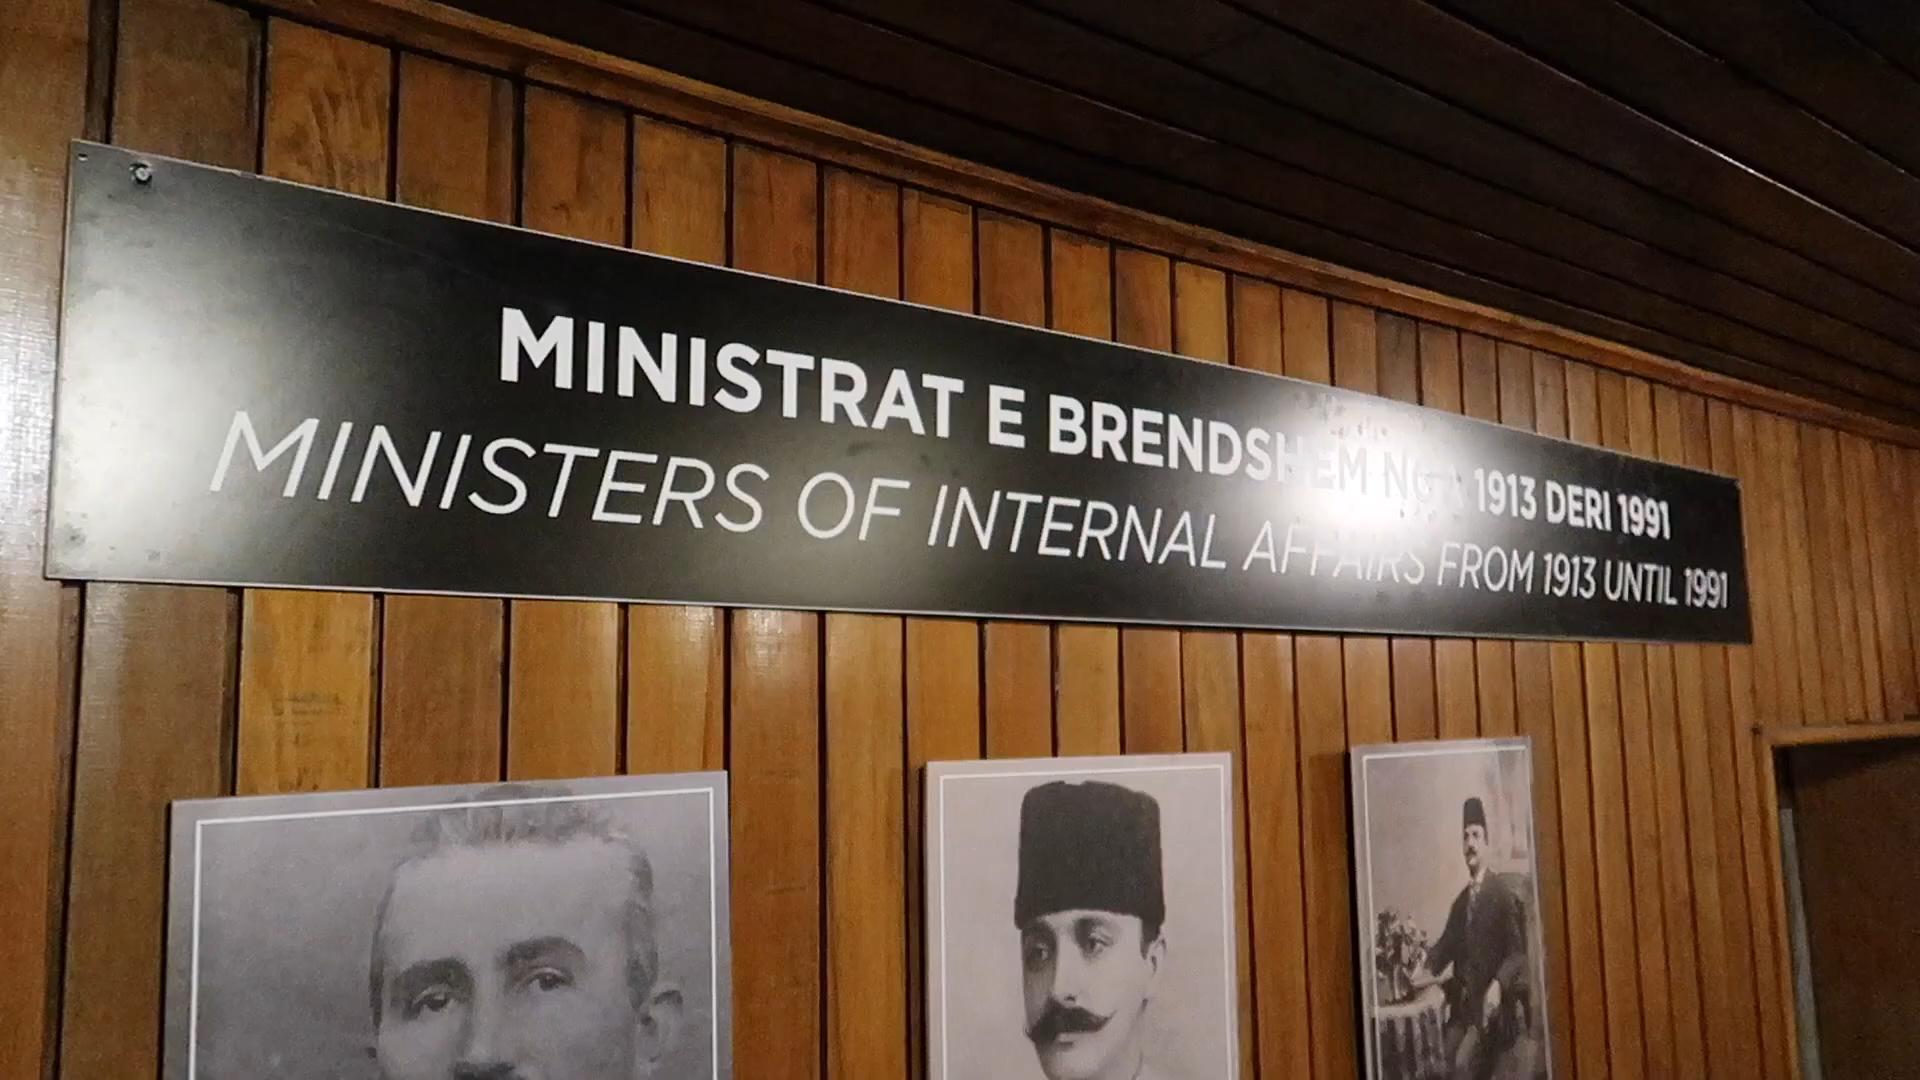 MINISTRAT E BRENDSHEM NGA 1913 DERI 1991
MINISTERS OF INTERNAL AFFAIRS FROM 1913 UNTIL 1991